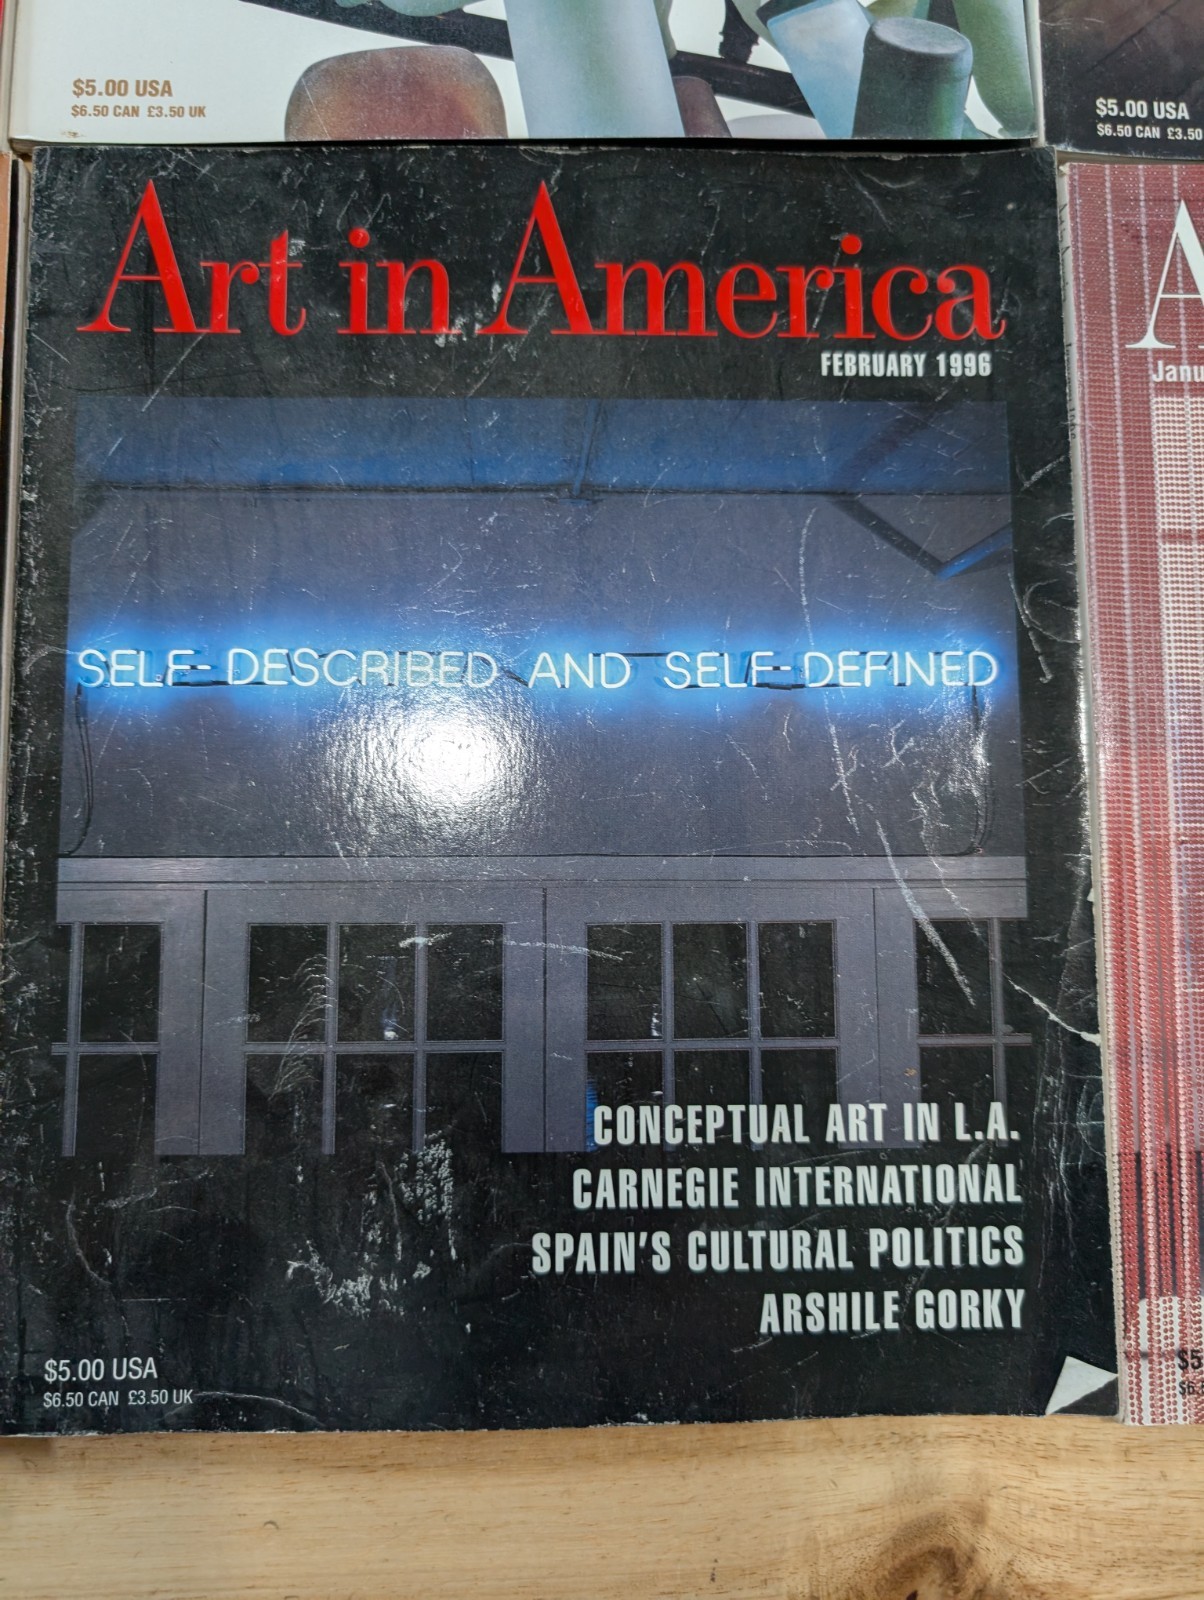 $5.00 USA
$6.50 CAN £3.50 UK
$5.00 USA
$6.50 CAN £3.50
Art in America
FEBRUARY 1996
SELF-DESCRIBED AND SELF-DEFINED
CONCEPTUAL ART IN L.A.
CARNEGIE INTERNATIONAL
SPAIN'S CULTURAL POLITICS
ARSHILE GORKY
$5.00 USA
$6.50 CAN £3.50 UK
A
Janu